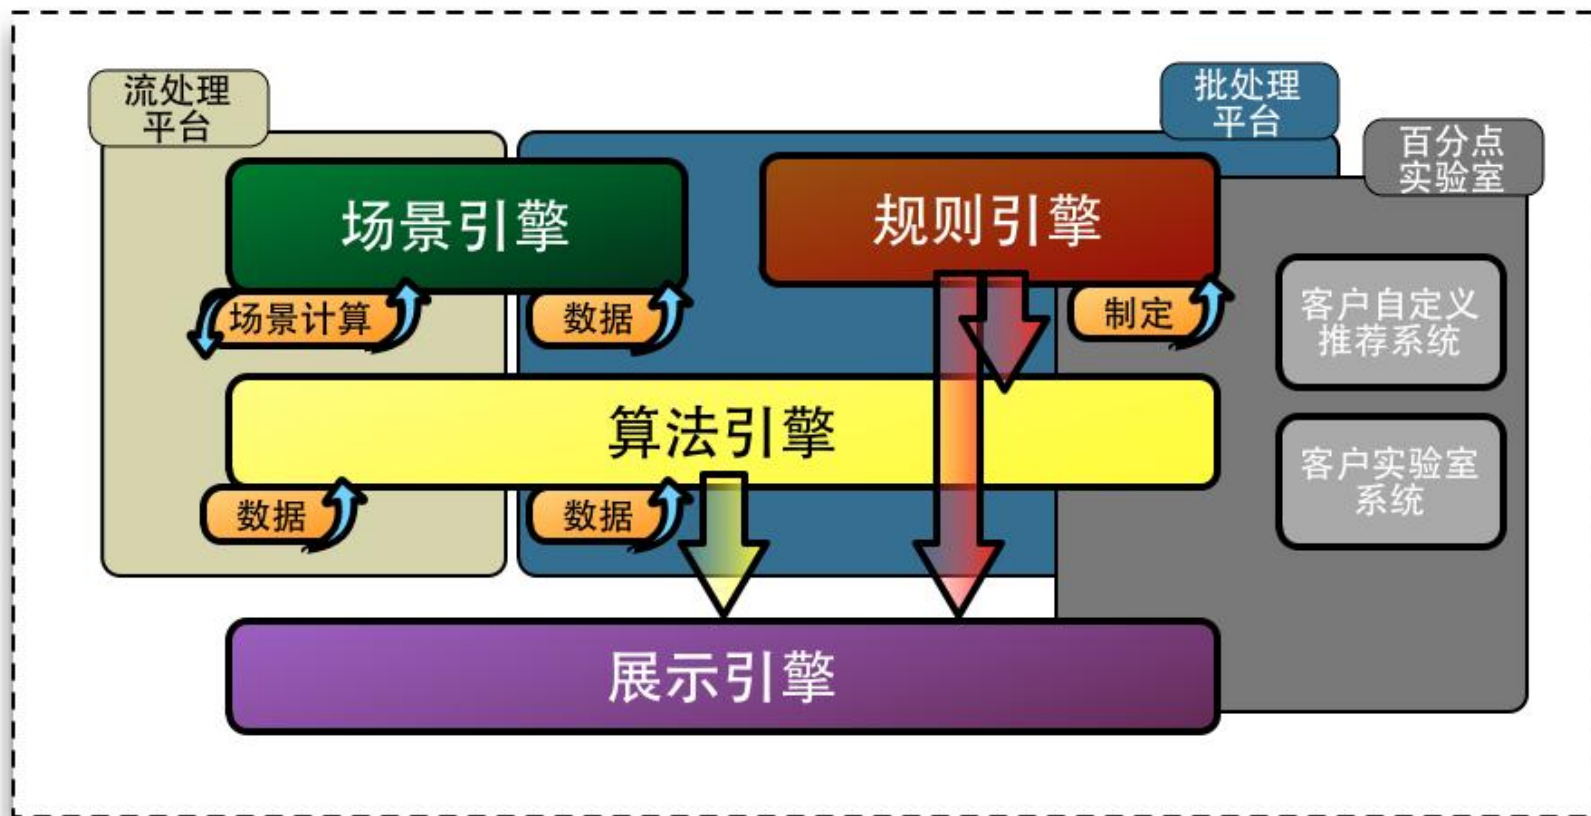 流处理
平台
批处理
平台
百分点
实验室
场景引擎
规则引擎
场景计算
数据
制定
客户自定义
推荐系统
算法引擎
客户实验室
系统
数据
数据
展示引擎